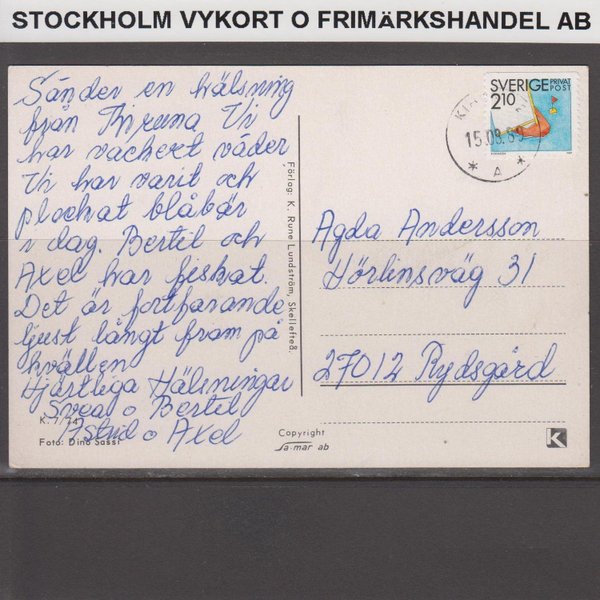 STOCKHOLM VYKORT O FRIMÄRKSHANDEL AB
Sänder en hälsning
från Kiruna Vi
har vackert väder
Vi har varit och
plockat blåbär
i dag. Bertil och
Axel har fiskat.
Det är fortfarande
ljust långt fram på
kvällen
Hjärtliga Hälsningar
Svea o Bertil
Astrid o Axel
K. 7/747
Foto: Dino Sassi
Förlag: K. Rune Lundström, Skellefteå.
Copyright
Sa-mar ab
SVERIGE PRIVAT POST
2.10
15.08.8
* A *
Agda Andersson
Hörlinsväg 31
27012 Rydsgård
K